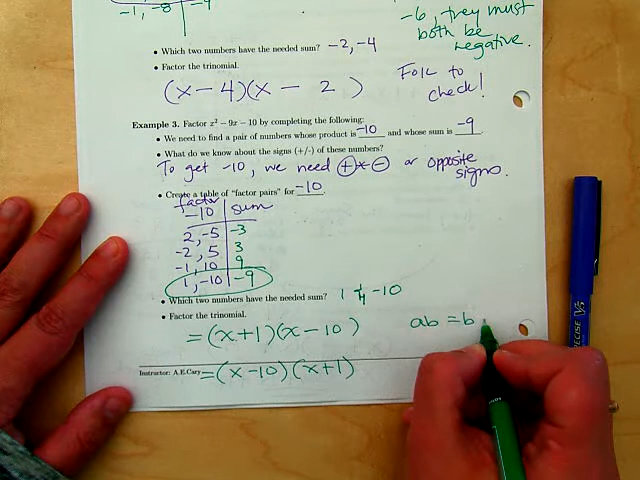 -1, -8 -9
-6, they must
both be
negative.
• Which two numbers have the needed sum? -2, -4
• Factor the trinomial.
(x - 4)(x - 2)
FOIL to
check!
Example 3. Factor x² − 9x − 10 by completing the following:
• We need to find a pair of numbers whose product is -10 and whose sum is -9.
• What do we know about the signs (+/-) of these numbers?
To get -10, we need + × - or opposite
signs.
• Create a table of "factor pairs" for -10.
factor
-10 sum
2, -5 -3
-2, 5 3
-1, 10 9
1, -10 -9
• Which two numbers have the needed sum? 1 & -10
• Factor the trinomial.
= (x+1)(x-10)
ab = b
Instructor: A.E.Cary
= (x-10)(x+1)
PRECISE V5